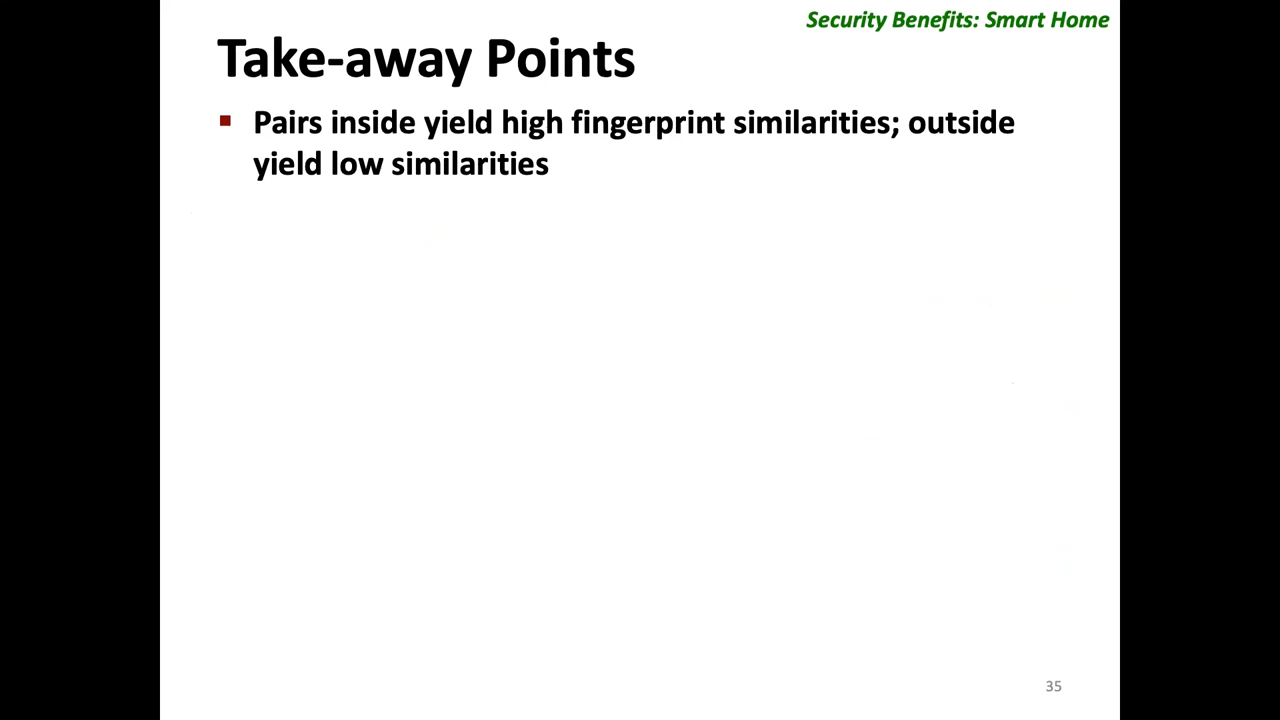 Security Benefits: Smart Home
Take-away Points
▪ Pairs inside yield high fingerprint similarities; outside
yield low similarities
35